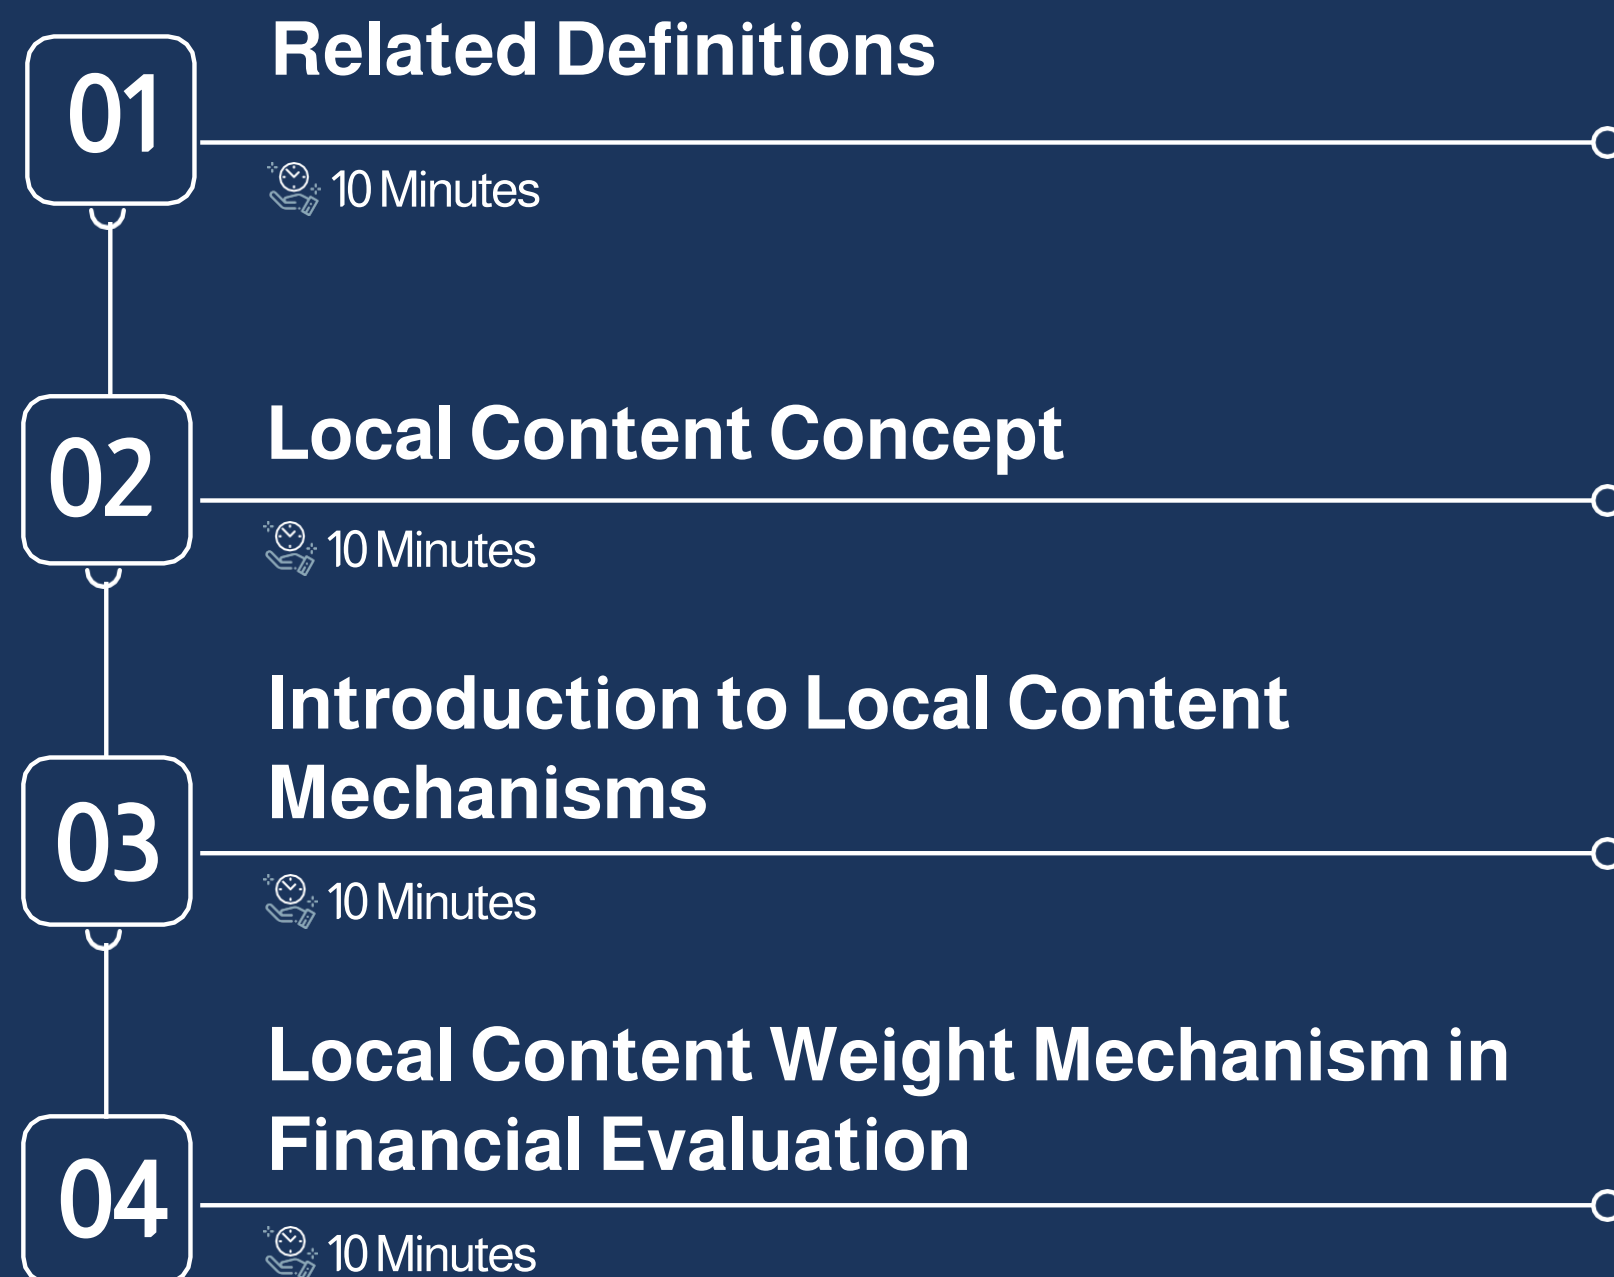 01
Related Definitions
10 Minutes
02
Local Content Concept
10 Minutes
03
Introduction to Local Content
Mechanisms
10 Minutes
04
Local Content Weight Mechanism in
Financial Evaluation
10 Minutes